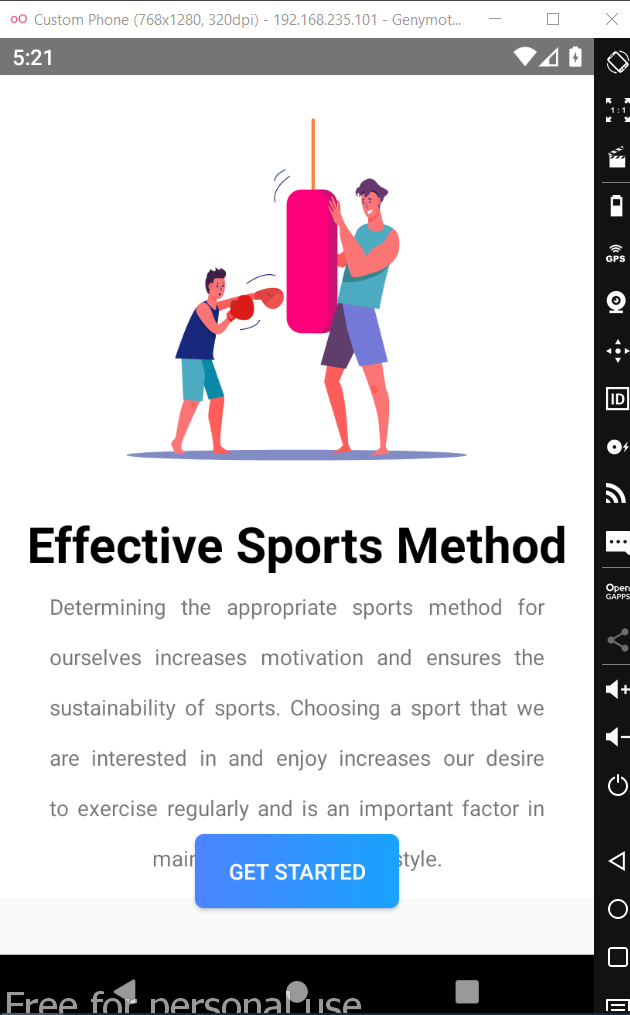 Custom Phone (768x1280, 320dpi) - 192.168.235.101 - Genymot...
5:21
1:1
GPS
ID
Effective Sports Method
Determining the appropriate sports method for
ourselves increases motivation and ensures the
sustainability of sports. Choosing a sport that we
are interested in and enjoy increases our desire
to exercise regularly and is an important factor in
GET STARTED
Open
GAPPS
Free for personal use